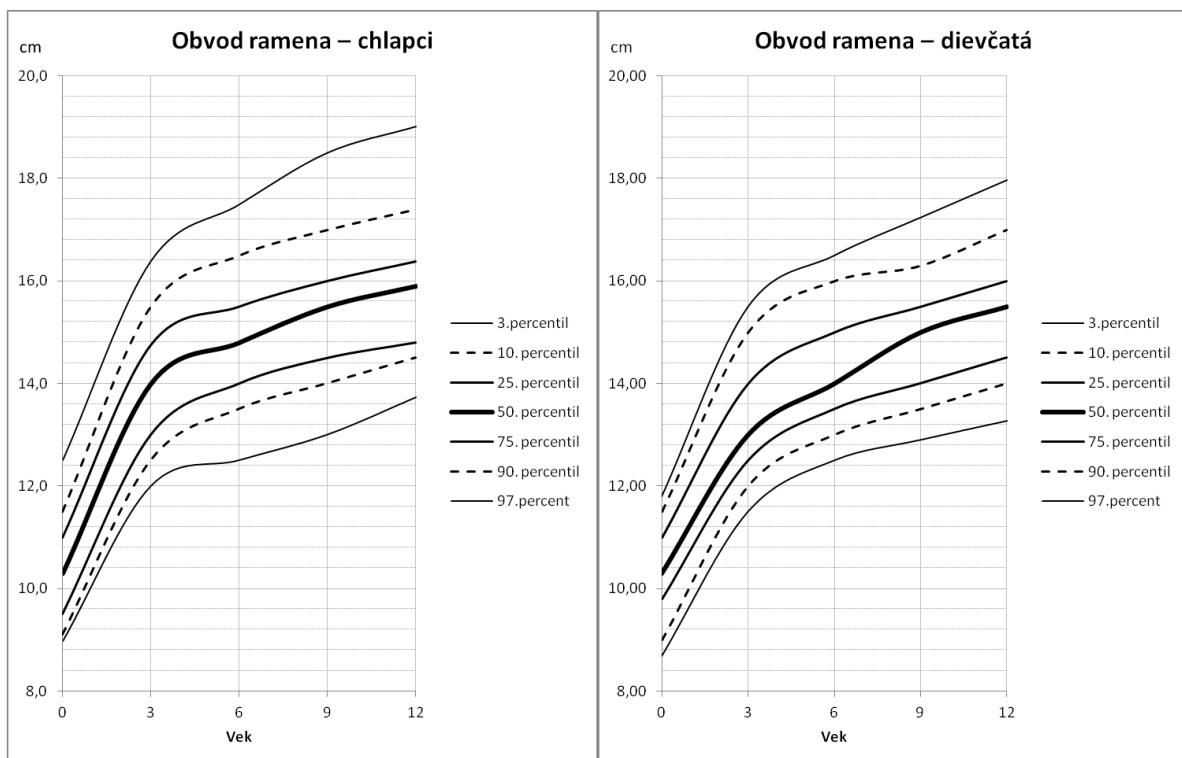 Obvod ramena – chlapci
cm
20,0
18,0
16,0
14,0
12,0
10,0
8,0
0 3 6 9 12
Vek
3.percentil
10. percentil
25. percentil
50. percentil
75. percentil
90. percentil
97.percent
Obvod ramena – dievčatá
cm
20,00
18,00
16,00
14,00
12,00
10,00
8,00
0 3 6 9 12
Vek
3.percentil
10. percentil
25. percentil
50. percentil
75. percentil
90. percentil
97.percent